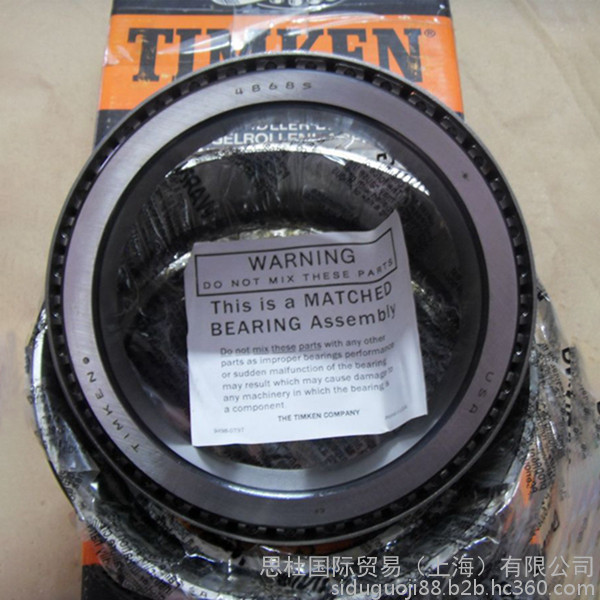 TIMKEN
48685
WARNING
DO NOT MIX THESE PARTS
This is a MATCHED
BEARING Assembly
Do not mix these parts with any other
parts as improper bearings performance
or sudden malfunction of the bearing
may result which may cause damage to
any machinery in which the bearing is
a component.
THE TIMKEN COMPANY
TIMKEN
USA
思杜国际贸易（上海）有限公司
siduguoji88.b2b.hc360.com